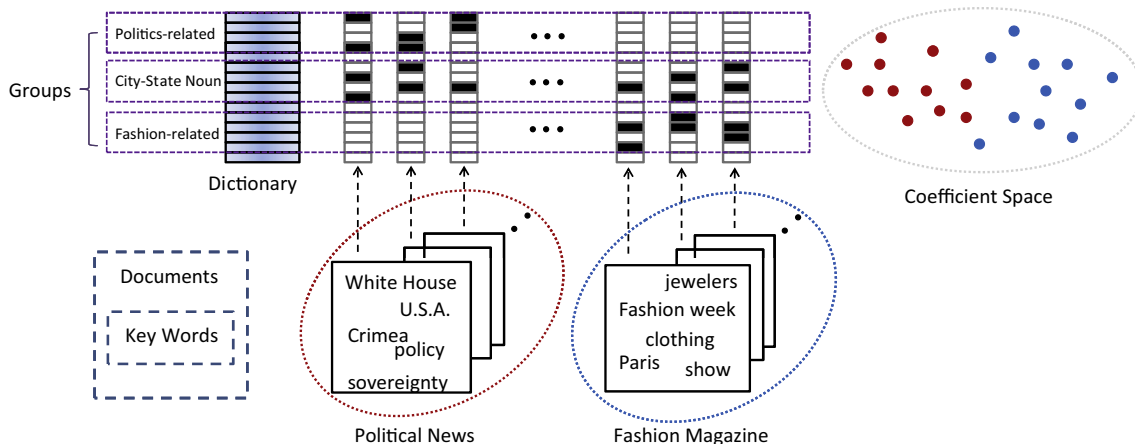 Politics-related
City-State Noun
Groups
Fashion-related
Dictionary
Coefficient Space
Documents
Key Words
White House
U.S.A.
Crimea
policy
sovereignty
jewelers
Fashion week
clothing
Paris
show
Political News
Fashion Magazine